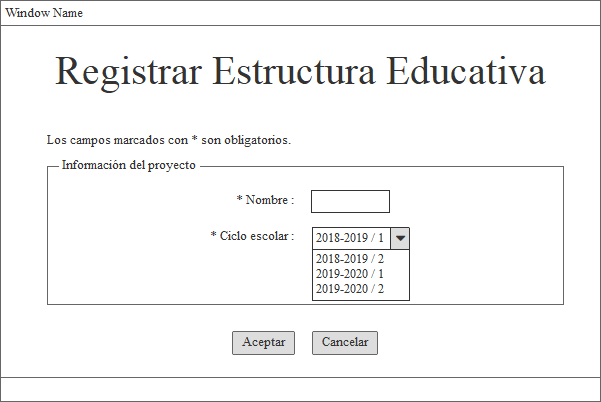 Window Name
Registrar Estructura Educativa
Los campos marcados con * son obligatorios.
Información del proyecto
* Nombre :
* Ciclo escolar : 2018-2019 / 1
2018-2019 / 2
2019-2020 / 1
2019-2020 / 2
Aceptar Cancelar